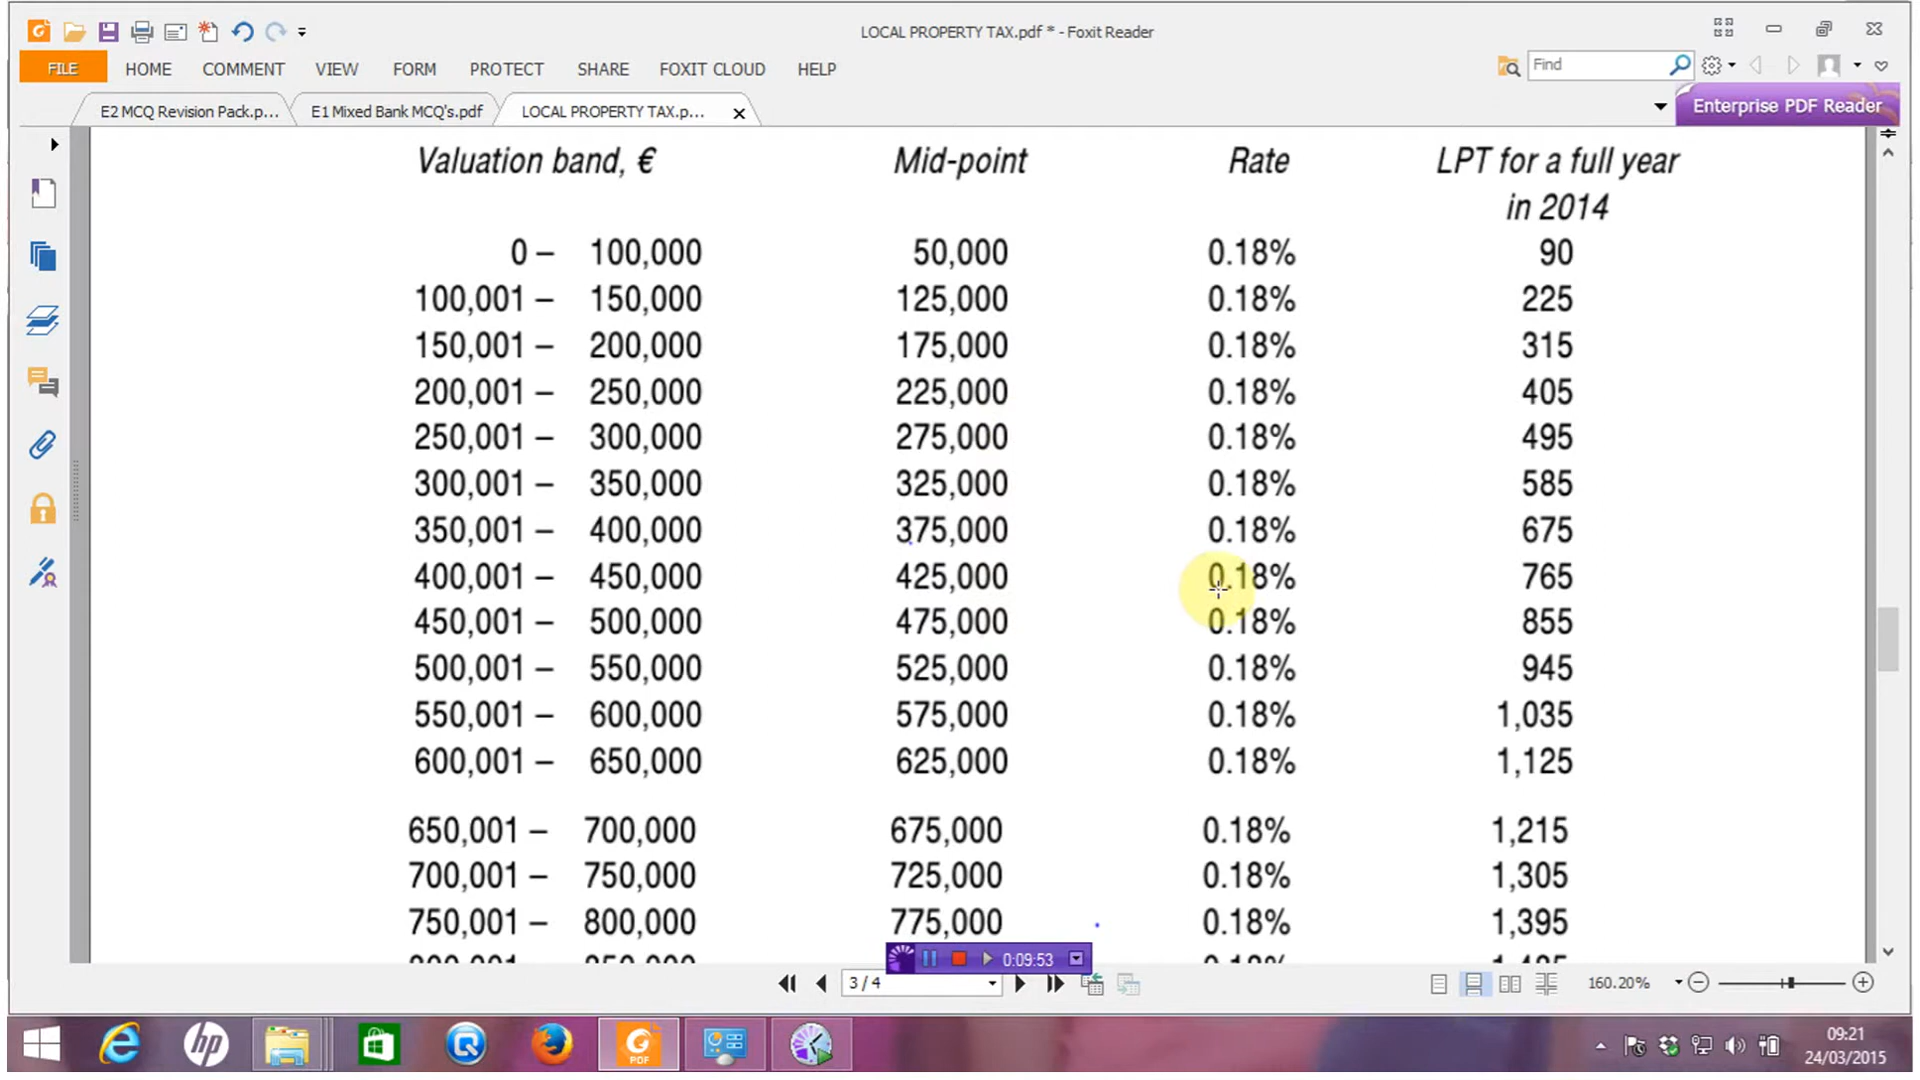 LOCAL PROPERTY TAX.pdf * - Foxit Reader
FILE HOME COMMENT VIEW FORM PROTECT SHARE FOXIT CLOUD HELP
Find
E2 MCQ Revision Pack.p... E1 Mixed Bank MCQ's.pdf LOCAL PROPERTY TAX.p...
Enterprise PDF Reader
Valuation band, € Mid-point Rate LPT for a full year
in 2014
0 – 100,000 50,000 0.18% 90
100,001 – 150,000 125,000 0.18% 225
150,001 – 200,000 175,000 0.18% 315
200,001 – 250,000 225,000 0.18% 405
250,001 – 300,000 275,000 0.18% 495
300,001 – 350,000 325,000 0.18% 585
350,001 – 400,000 375,000 0.18% 675
400,001 – 450,000 425,000 0.18% 765
450,001 – 500,000 475,000 0.18% 855
500,001 – 550,000 525,000 0.18% 945
550,001 – 600,000 575,000 0.18% 1,035
600,001 – 650,000 625,000 0.18% 1,125
650,001 – 700,000 675,000 0.18% 1,215
700,001 – 750,000 725,000 0.18% 1,305
750,001 – 800,000 775,000 0.18% 1,395
0:09:53
3 / 4
160.20%
hp
PDF
09:21
24/03/2015